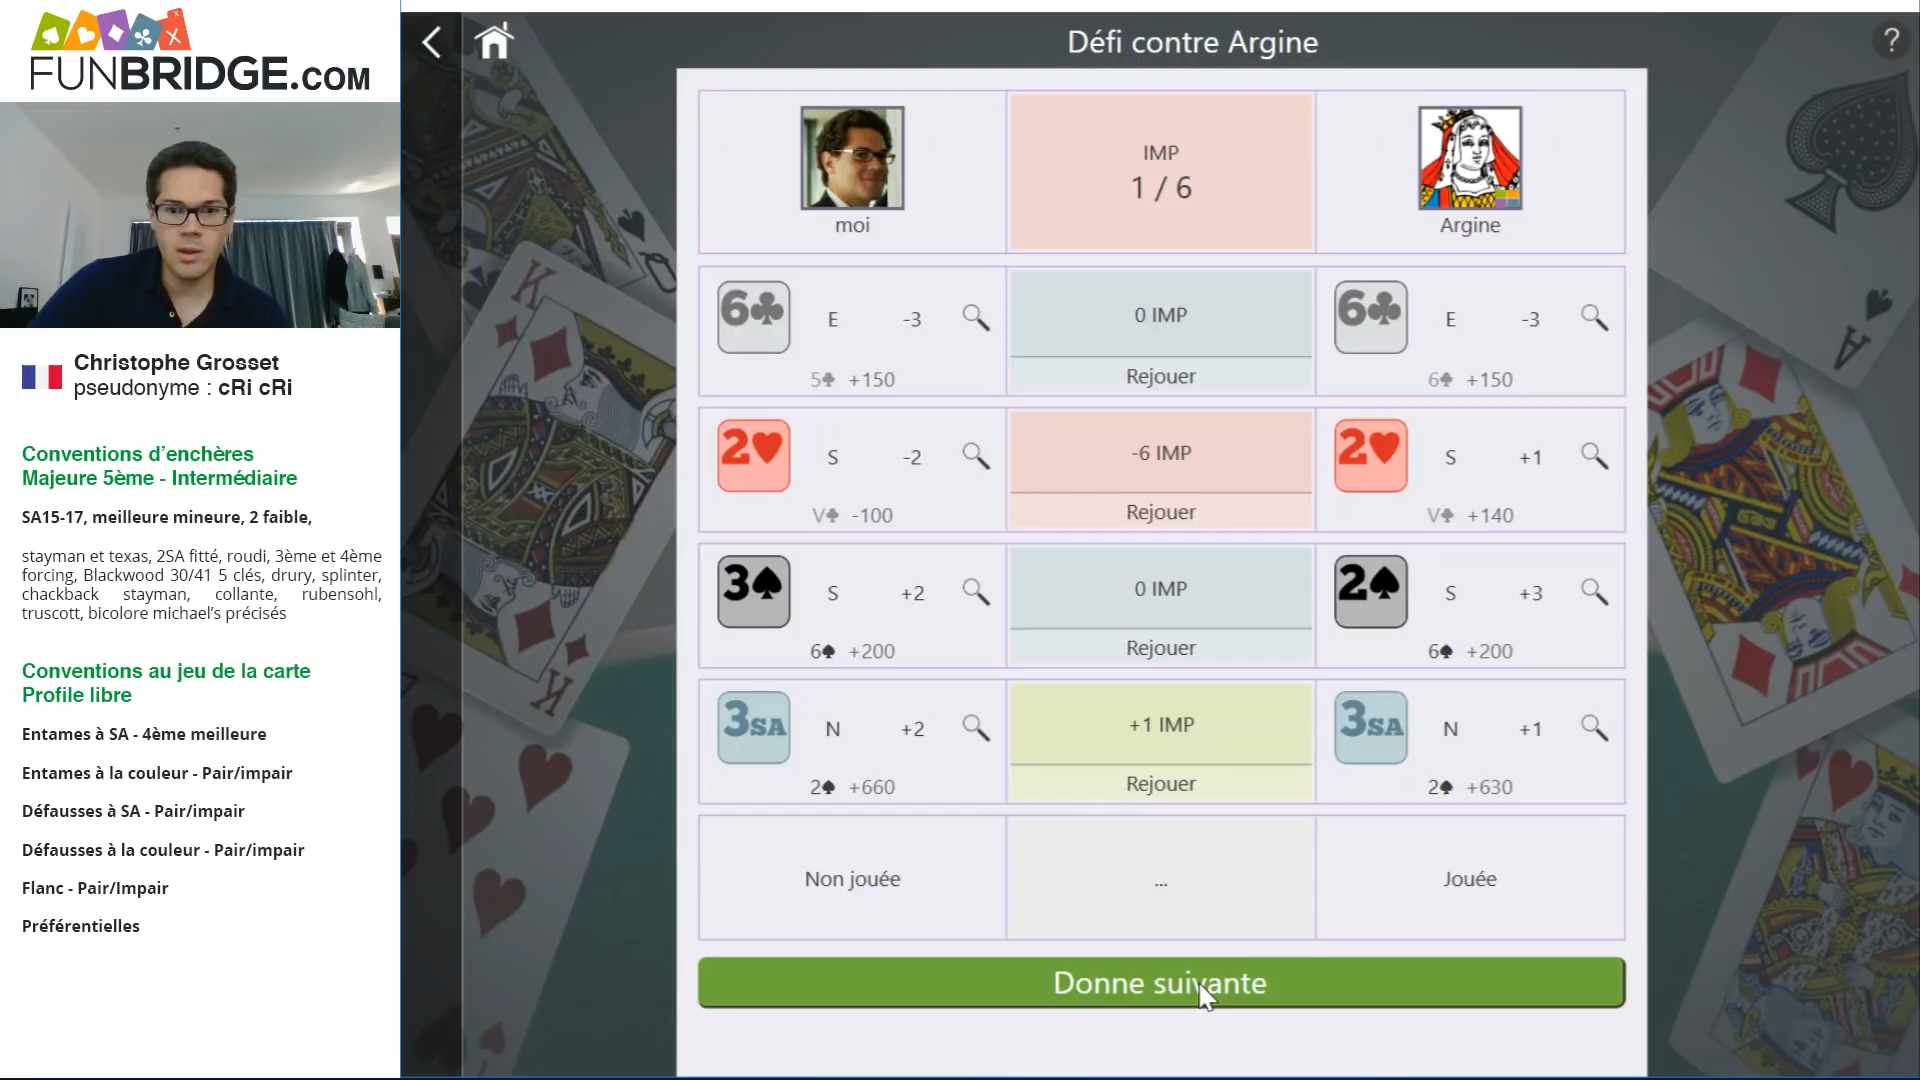 FUNBRIDGE.COM
Christophe Grosset
pseudonyme : cRi cRi
Conventions d'enchères
Majeure 5ème - Intermédiaire
SA15-17, meilleure mineure, 2 faible,
stayman et texas, 2SA fitté, roudi, 3ème et 4ème
forcing, Blackwood 30/41 5 clés, drury, splinter,
chackback stayman, collante, rubensohl,
truscott, bicolore michael's précisés
Conventions au jeu de la carte
Profile libre
Entames à SA - 4ème meilleure
Entames à la couleur - Pair/impair
Défausses à SA - Pair/impair
Défausses à la couleur - Pair/impair
Flanc - Pair/Impair
Préférentielles
Défi contre Argine
?
moi
IMP
1 / 6
Argine
6♣ E -3
5♣ +150
0 IMP
Rejouer
6♣ E -3
6♣ +150
2♥ S -2
V♣ -100
-6 IMP
Rejouer
2♥ S +1
V♣ +140
3♠ S +2
6♠ +200
0 IMP
Rejouer
2♠ S +3
6♠ +200
3SA N +2
2♠ +660
+1 IMP
Rejouer
3SA N +1
2♠ +630
Non jouée
...
Jouée
Donne suivante
K
K
A